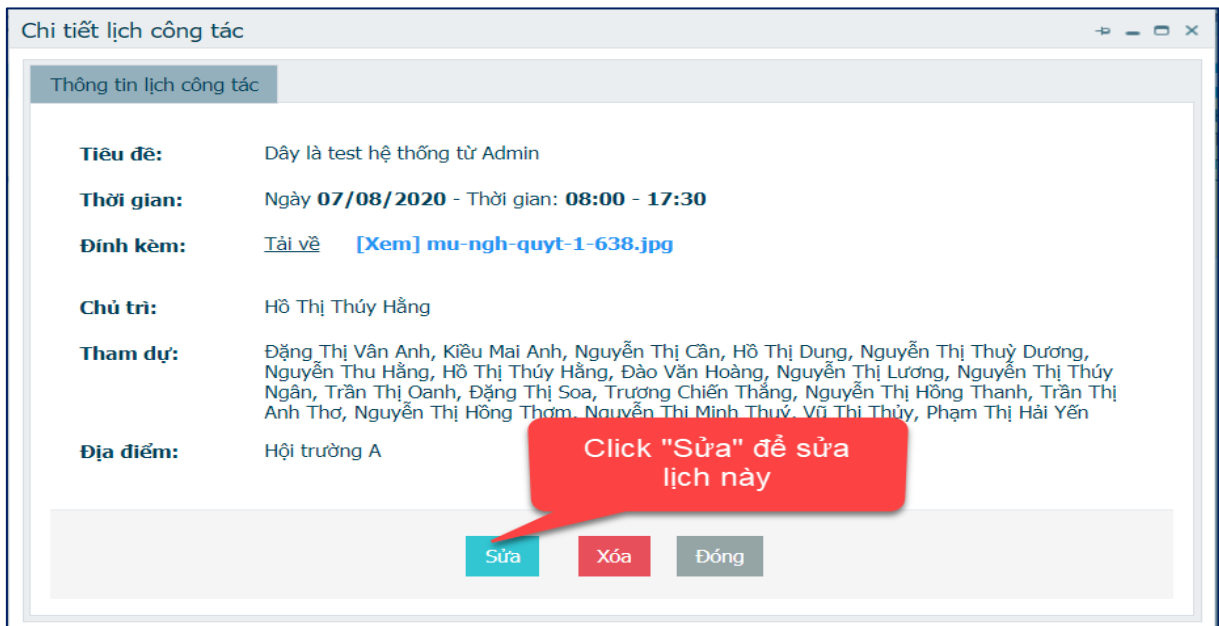 Chi tiết lịch công tác
Thông tin lịch công tác
Tiêu đề: Dây là test hệ thống từ Admin
Thời gian: Ngày 07/08/2020 - Thời gian: 08:00 - 17:30
Đính kèm: Tải về [Xem] mu-ngh-quyt-1-638.jpg
Chủ trì: Hồ Thị Thúy Hằng
Tham dự: Đặng Thị Vân Anh, Kiều Mai Anh, Nguyễn Thị Cần, Hồ Thị Dung, Nguyễn Thị Thuỳ Dương,
Nguyễn Thu Hằng, Hồ Thị Thúy Hằng, Đào Văn Hoàng, Nguyễn Thị Lương, Nguyễn Thị Thúy
Ngân, Trần Thị Oanh, Đặng Thị Soa, Trương Chiến Thắng, Nguyễn Thị Hồng Thanh, Trần Thị
Anh Thơ, Nguyễn Thị Hồng Thơm, Nguyễn Thị Minh Thuý, Vũ Thị Thủy, Phạm Thị Hải Yến
Địa điểm: Hội trường A
Click "Sửa" để sửa
lịch này
Sửa Xóa Đóng